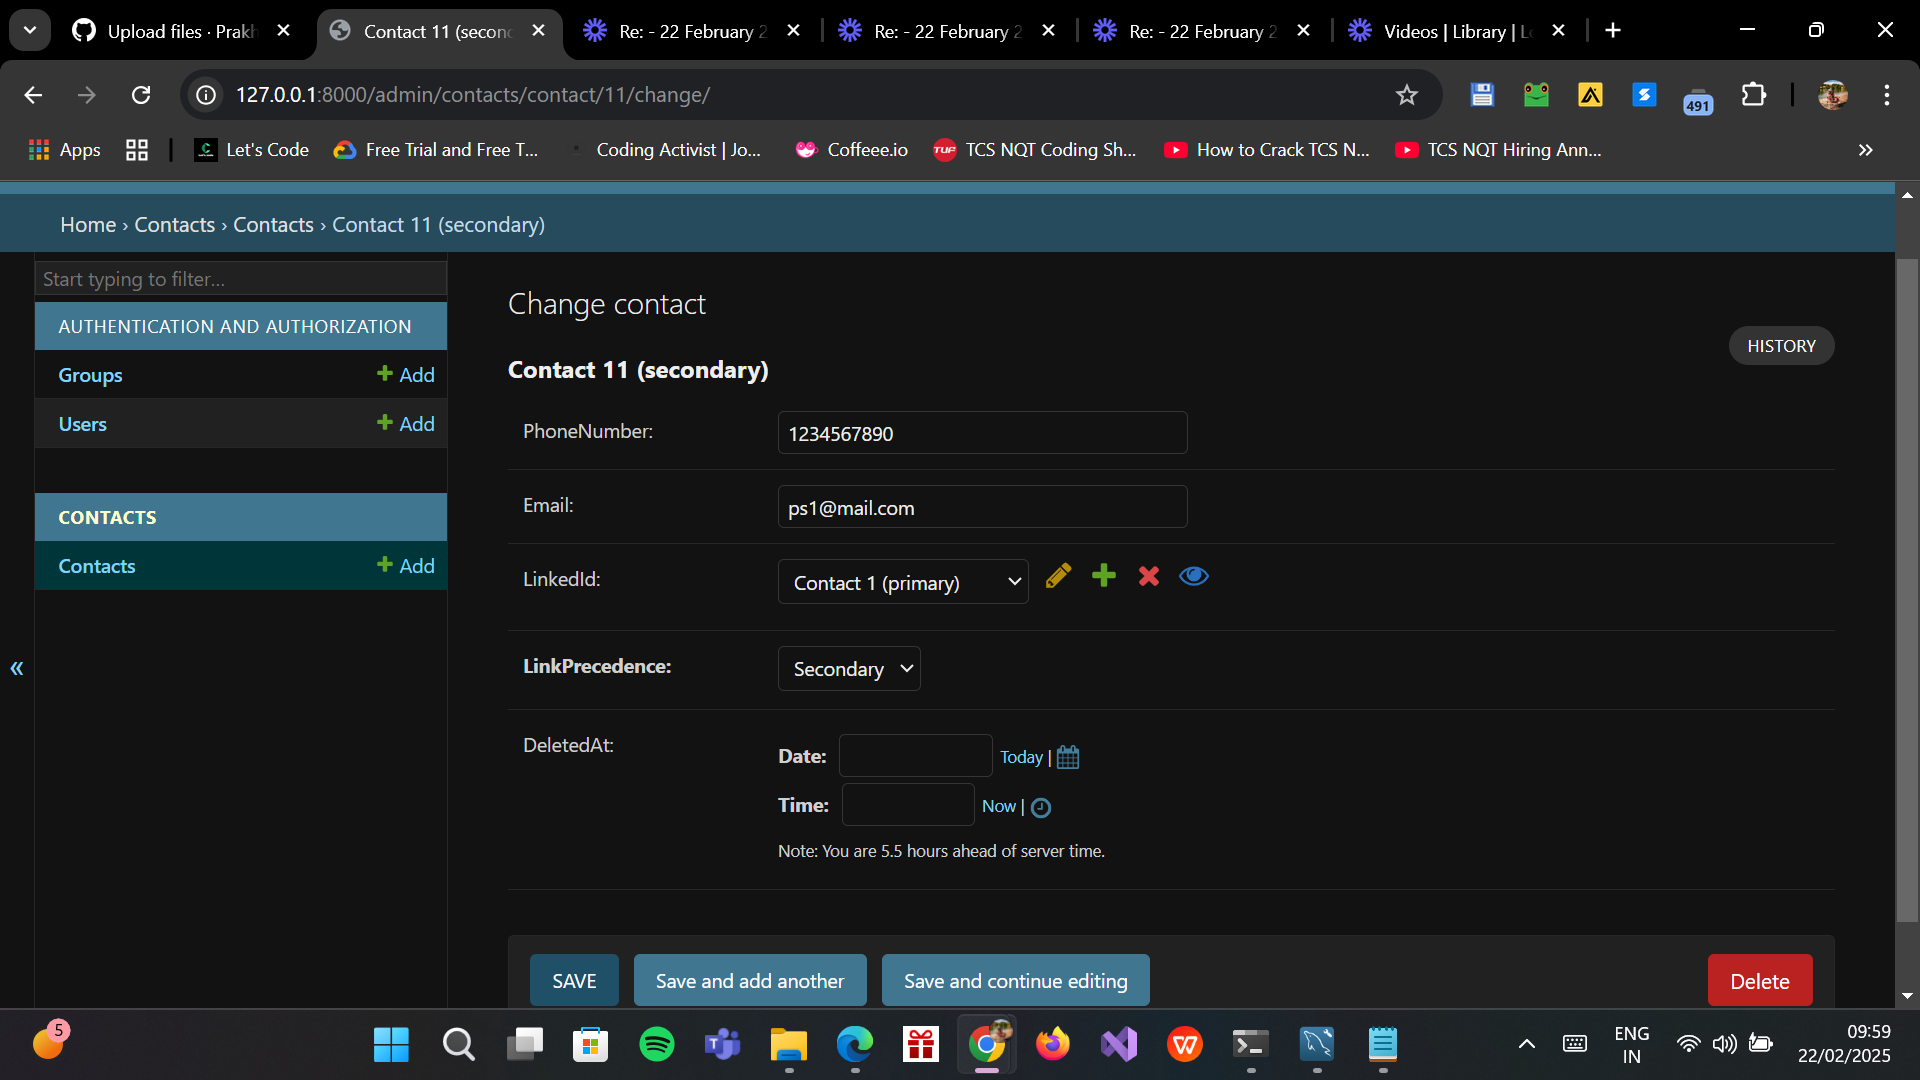 Upload files · Prakh
Contact 11 (secon
Re: - 22 February 2
Re: - 22 February 2
Re: - 22 February 2
Videos | Library | L
127.0.0.1:8000/admin/contacts/contact/11/change/
491
Apps
Let's Code
Free Trial and Free T...
Coding Activist | Jo...
Coffeee.io
TUF
TCS NQT Coding Sh...
How to Crack TCS N...
TCS NQT Hiring Ann...
Home › Contacts › Contacts › Contact 11 (secondary)
Start typing to filter...
AUTHENTICATION AND AUTHORIZATION
Groups
Add
Users
Add
CONTACTS
Contacts
Add
«
Change contact
HISTORY
Contact 11 (secondary)
PhoneNumber:
1234567890
Email:
ps1@mail.com
LinkedId:
Contact 1 (primary)
LinkPrecedence:
Secondary
DeletedAt:
Date:
Today |
Time:
Now |
Note: You are 5.5 hours ahead of server time.
SAVE
Save and add another
Save and continue editing
Delete
5
ENG
IN
09:59
22/02/2025